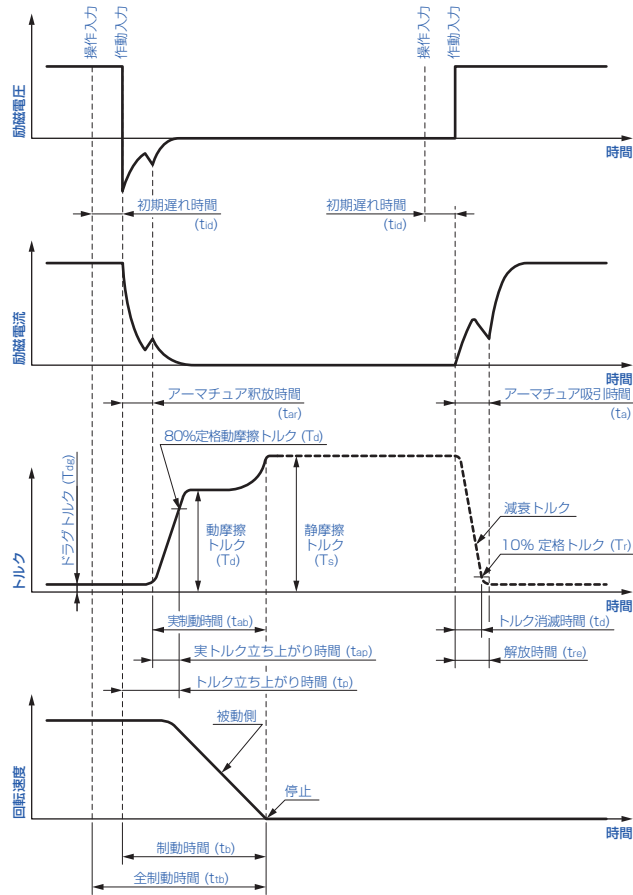 操作入力
作動入力
操作入力
作動入力
励磁電圧
時間
初期遅れ時間
(tid)
初期遅れ時間
(tid)
励磁電流
時間
アーマチュア釈放時間
(tar)
アーマチュア吸引時間
(ta)
80%定格動摩擦トルク (Td)
ドラグトルク (Tdg)
トルク
動摩擦
トルク
(Td)
静摩擦
トルク
(Ts)
減衰トルク
10% 定格トルク (Tr)
時間
実制動時間 (tab)
トルク消滅時間 (td)
実トルク立ち上がり時間 (tap)
解放時間 (tre)
トルク立ち上がり時間 (tp)
回転速度
被動側
停止
時間
制動時間 (tb)
全制動時間 (ttb)